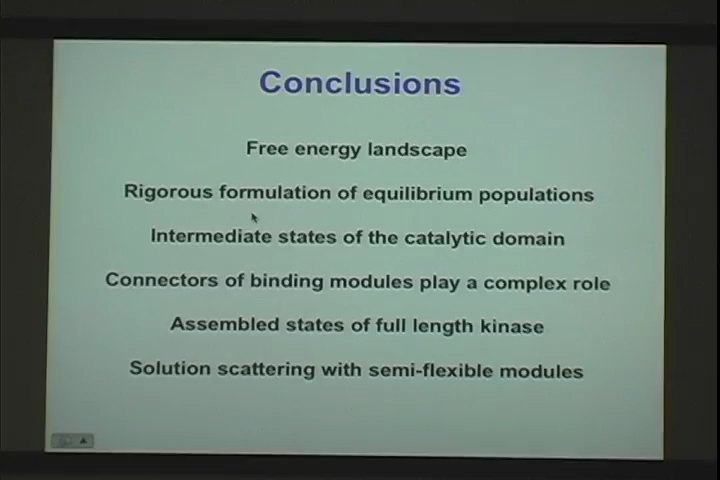 Conclusions
Free energy landscape
Rigorous formulation of equilibrium populations
Intermediate states of the catalytic domain
Connectors of binding modules play a complex role
Assembled states of full length kinase
Solution scattering with semi-flexible modules